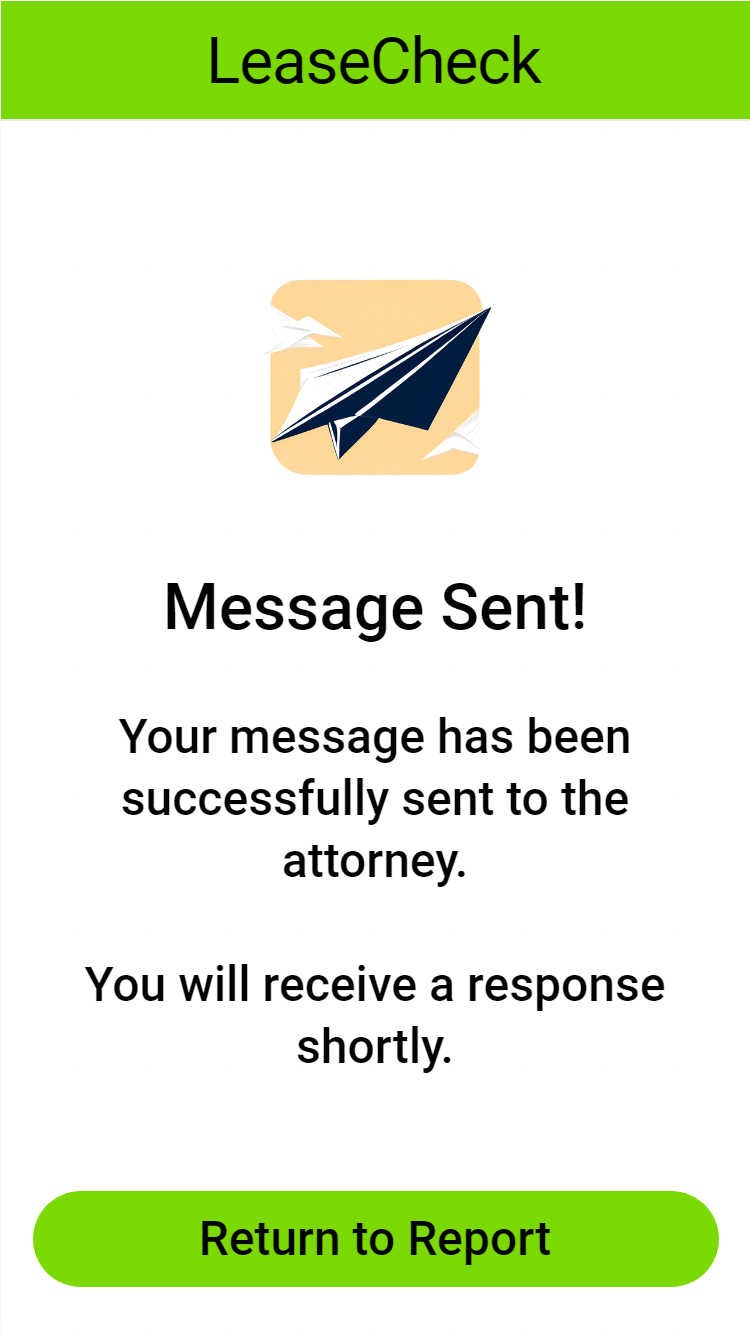 LeaseCheck
Message Sent!
Your message has been
successfully sent to the
attorney.
You will receive a response
shortly.
Return to Report